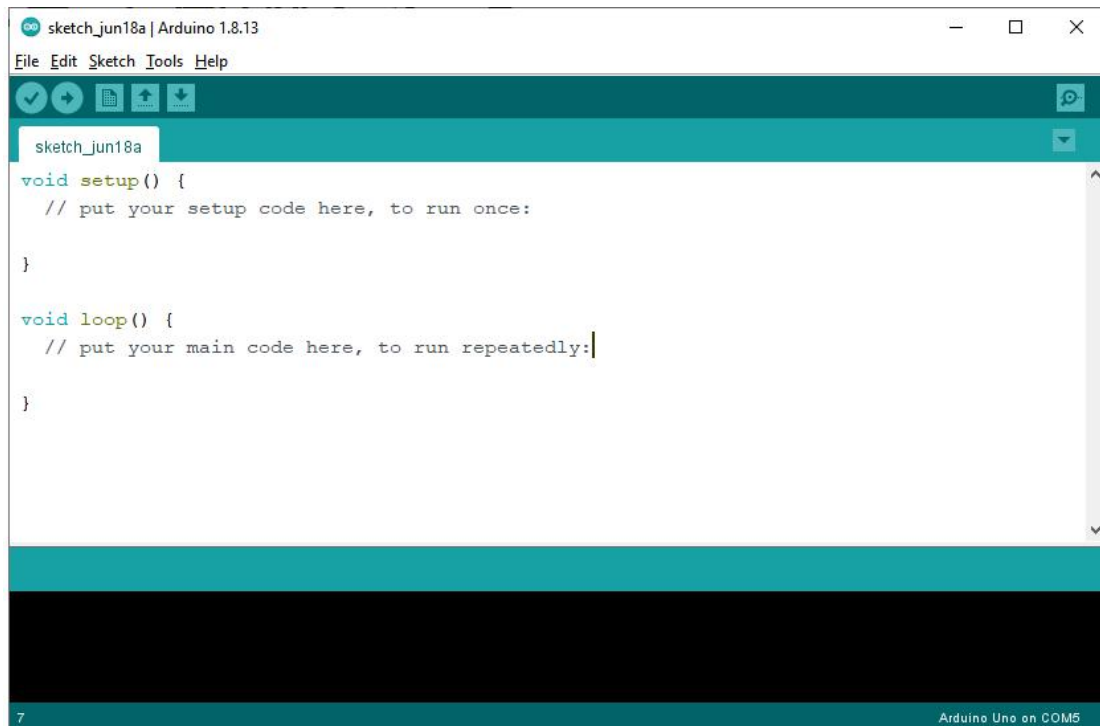 sketch_jun18a | Arduino 1.8.13
File Edit Sketch Tools Help
sketch_jun18a
void setup() {
  // put your setup code here, to run once:
}
void loop() {
  // put your main code here, to run repeatedly:
}
7 Arduino Uno on COM5